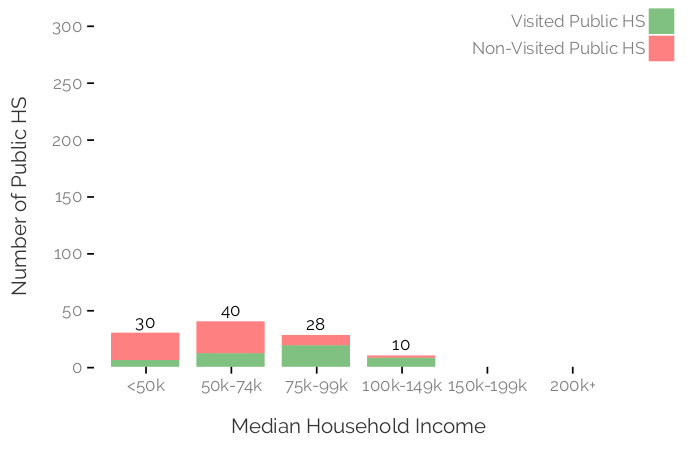 Visited Public HS
Non-Visited Public HS
Number of Public HS
300
250
200
150
100
50
0
30
40
28
10
<50k
50k-74k
75k-99k
100k-149k
150k-199k
200k+
Median Household Income